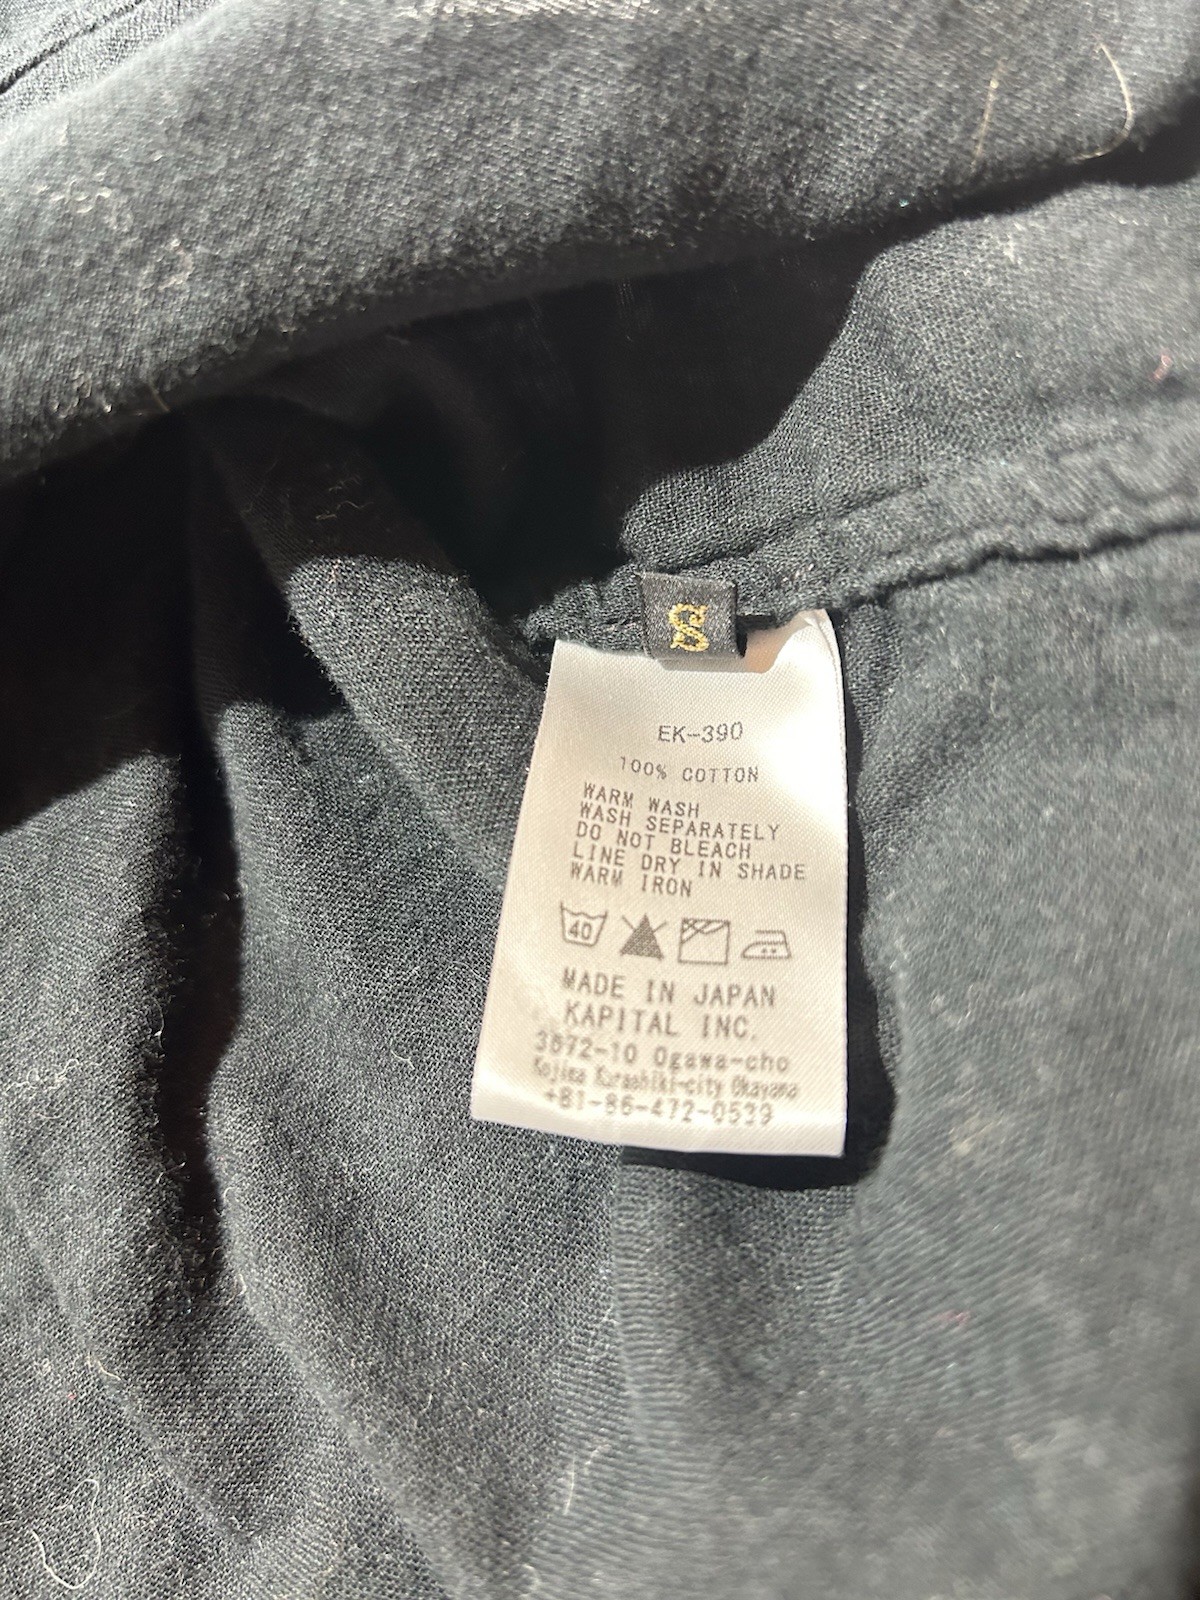 S
EK-390
100% COTTON
WARM WASH
WASH SEPARATELY
DO NOT BLEACH
LINE DRY IN SHADE
WARM IRON
40
MADE IN JAPAN
KAPITAL INC.
3672-10 Ogawa-cho
Kojima Kurashiki-city Okayama
+81-86-472-0539